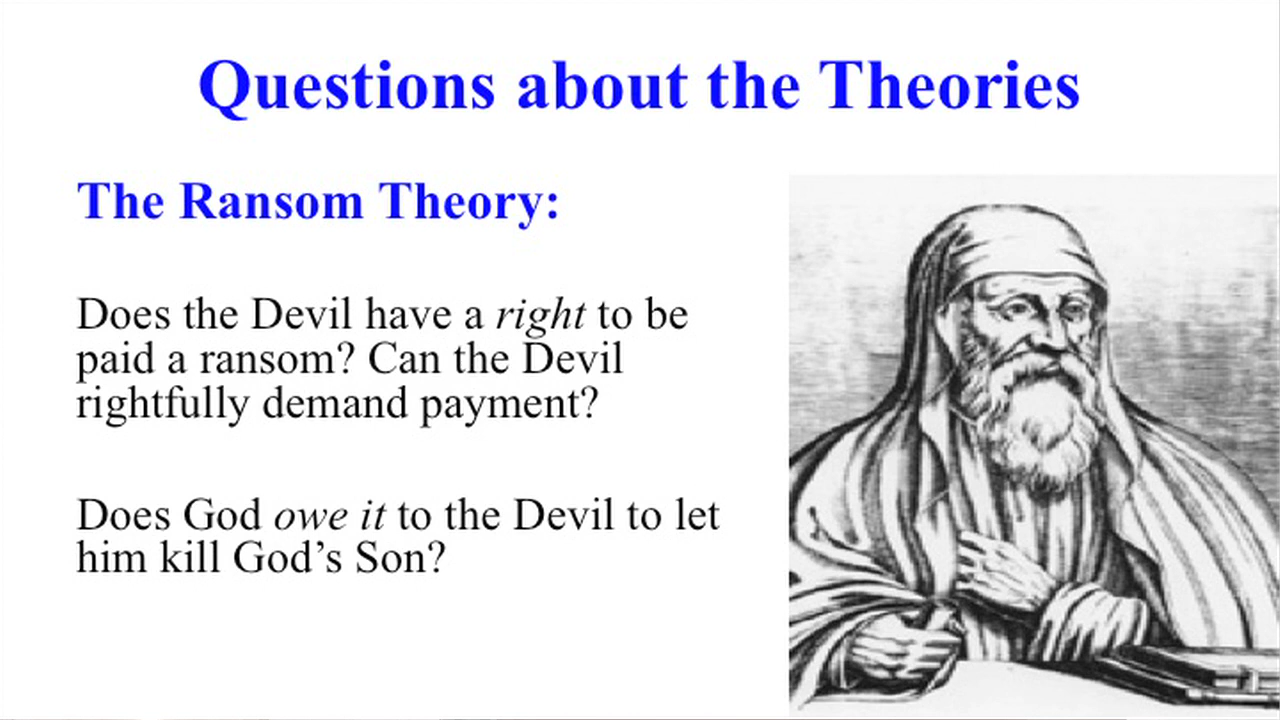 Questions about the Theories
The Ransom Theory:
Does the Devil have a right to be
paid a ransom? Can the Devil
rightfully demand payment?
Does God owe it to the Devil to let
him kill God’s Son?